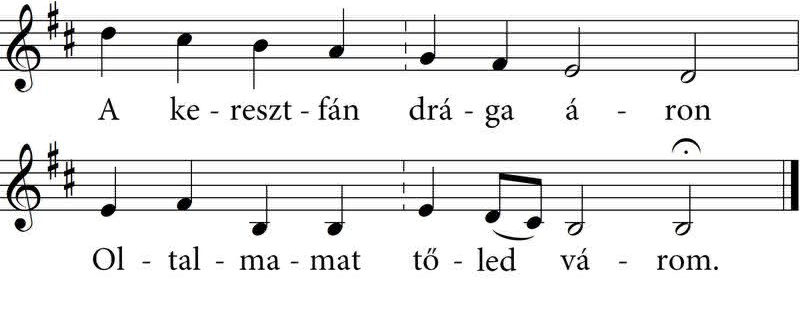 A ke - reszt - fán drá - ga á - ron
Ol - tal - ma - mat tő - led vá - rom.